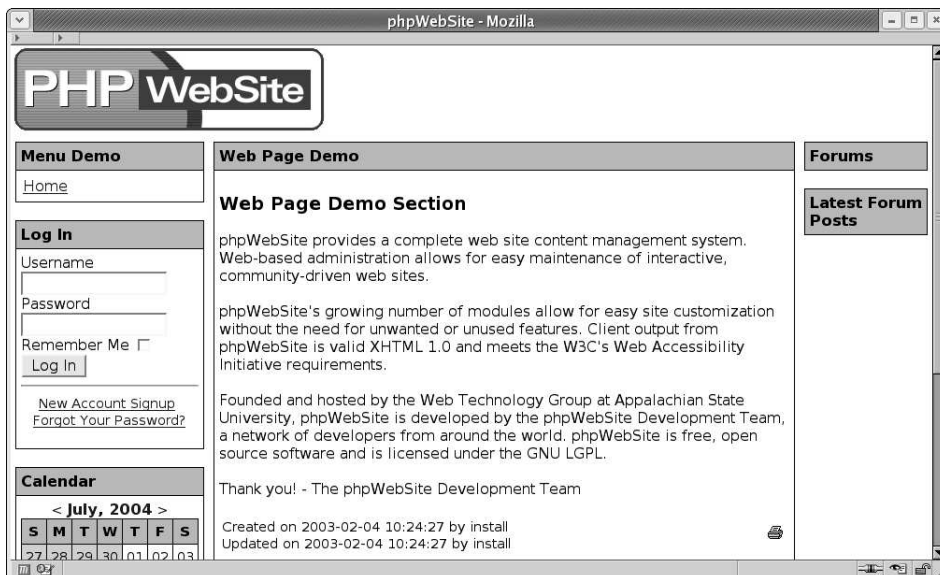 phpWebSite - Mozilla
PHP WebSite
Menu Demo
Home
Log In
Username
Password
Remember Me
Log In
New Account Signup
Forgot Your Password?
Calendar
< July, 2004 >
S M T W T F S
27 28 29 30 01 02 03
Web Page Demo
Web Page Demo Section
phpWebSite provides a complete web site content management system.
Web-based administration allows for easy maintenance of interactive,
community-driven web sites.
phpWebSite's growing number of modules allow for easy site customization
without the need for unwanted or unused features. Client output from
phpWebSite is valid XHTML 1.0 and meets the W3C's Web Accessibility
Initiative requirements.
Founded and hosted by the Web Technology Group at Appalachian State
University, phpWebSite is developed by the phpWebSite Development Team,
a network of developers from around the world. phpWebSite is free, open
source software and is licensed under the GNU LGPL.
Thank you! - The phpWebSite Development Team
Created on 2003-02-04 10:24:27 by install
Updated on 2003-02-04 10:24:27 by install
Forums
Latest Forum
Posts